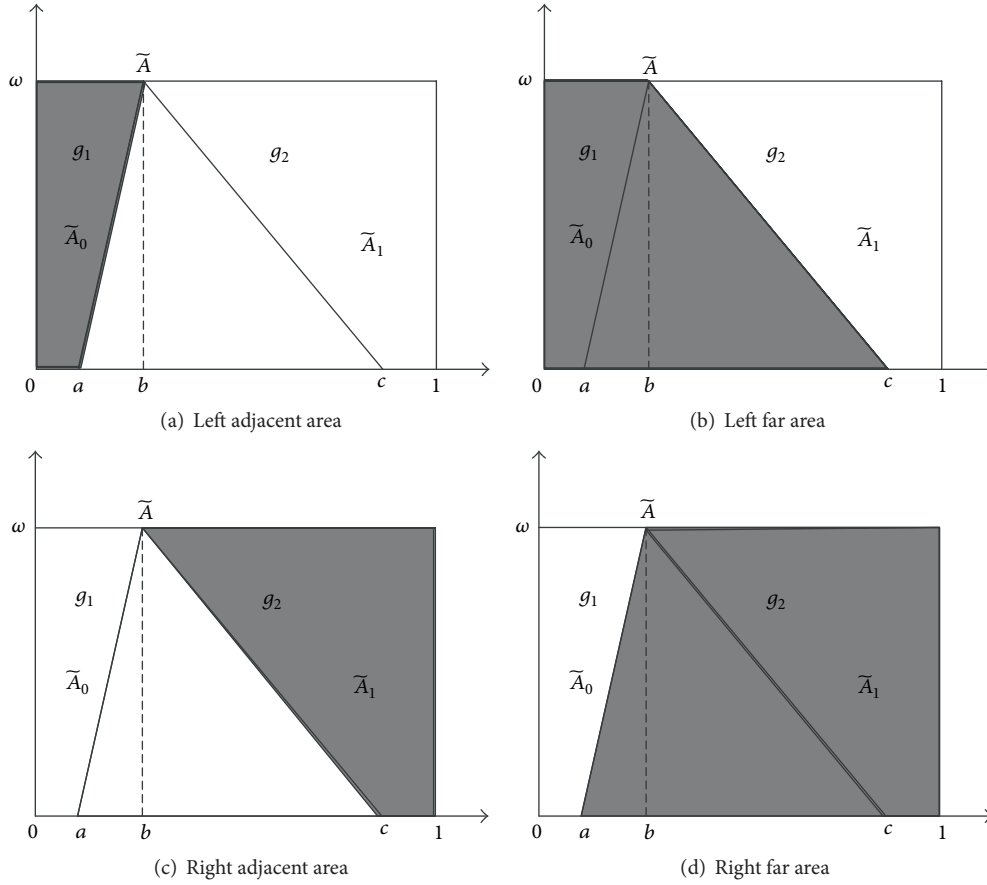 Ã Ã
ω ω
g₁ g₂ g₁ g₂
Ã₀ Ã₁ Ã₀ Ã₁
0 a b c 1 0 a b c 1
(a) Left adjacent area (b) Left far area
Ã Ã
ω ω
g₁ g₂ g₁ g₂
Ã₀ Ã₁ Ã₀ Ã₁
0 a b c 1 0 a b c 1
(c) Right adjacent area (d) Right far area